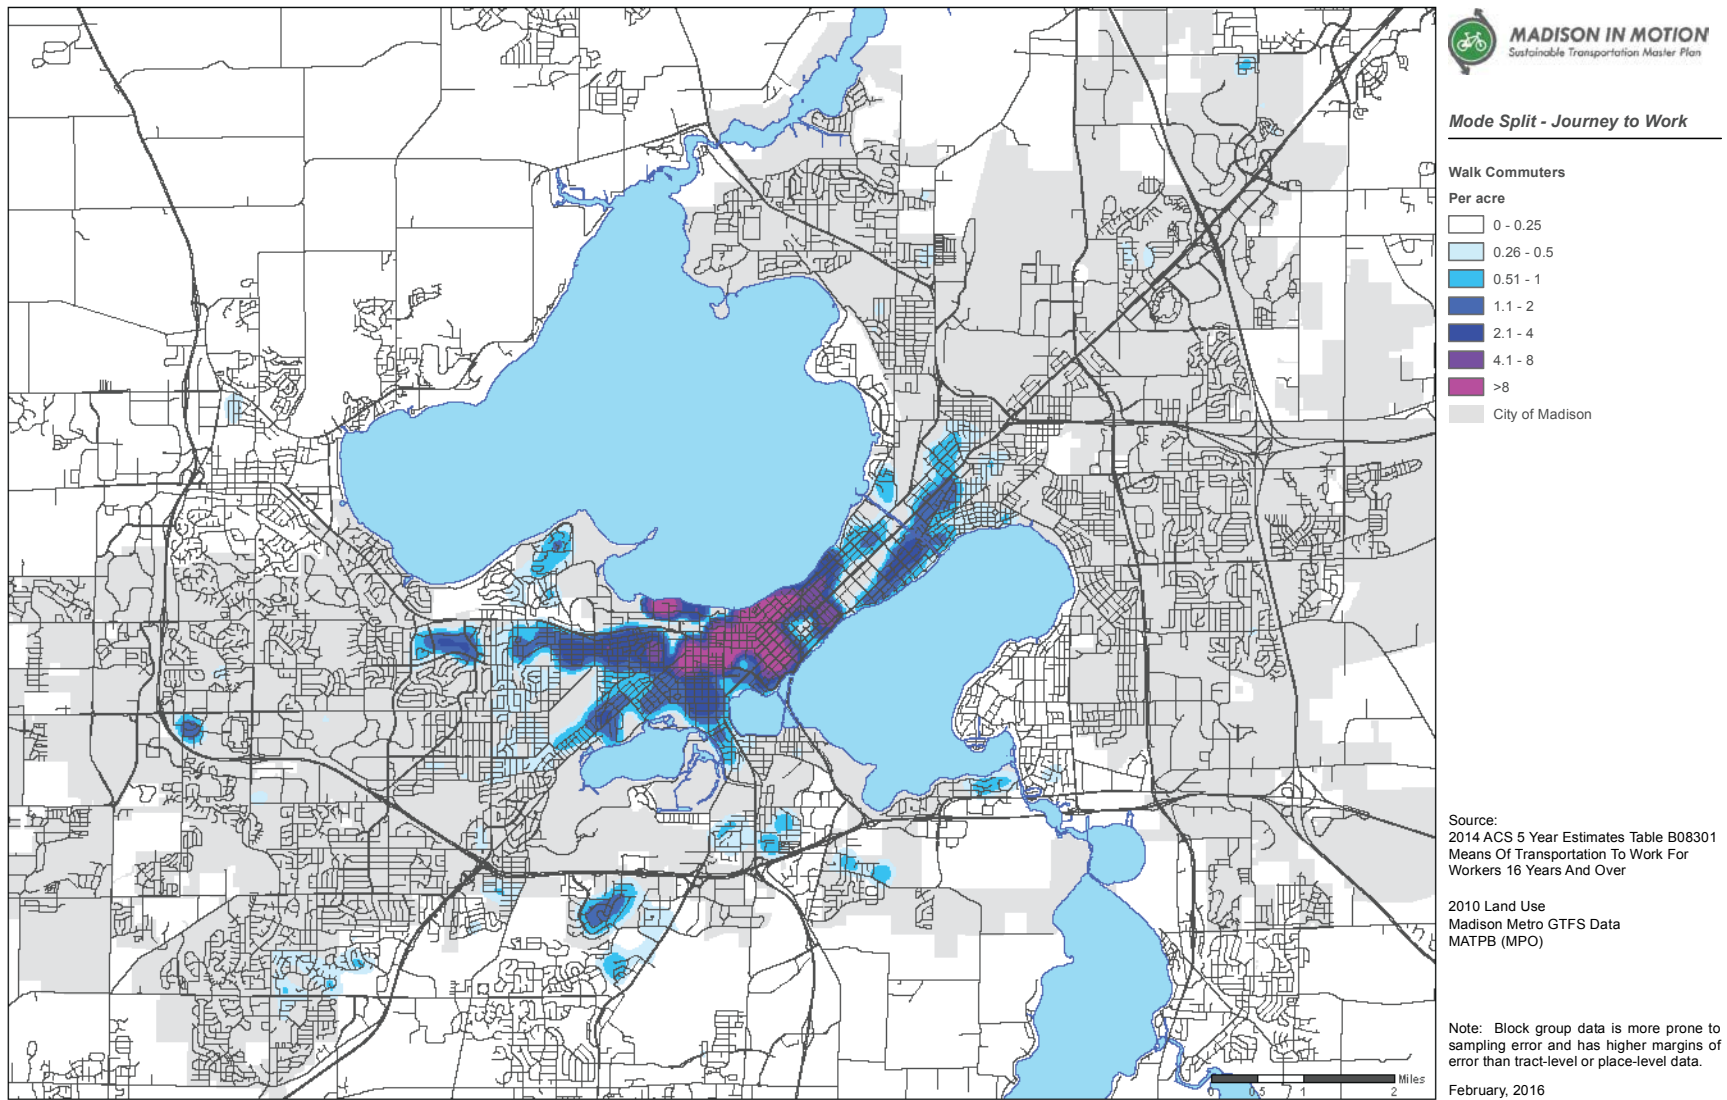 MADISON IN MOTION
Sustainable Transportation Master Plan
Mode Split - Journey to Work
Walk Commuters
Per acre
0 - 0.25
0.26 - 0.5
0.51 - 1
1.1 - 2
2.1 - 4
4.1 - 8
>8
City of Madison
Source:
2014 ACS 5 Year Estimates Table B08301
Means Of Transportation To Work For
Workers 16 Years And Over
2010 Land Use
Madison Metro GTFS Data
MATPB (MPO)
Note: Block group data is more prone to
sampling error and has higher margins of
error than tract-level or place-level data.
February, 2016
Miles
0 0.5 1 2